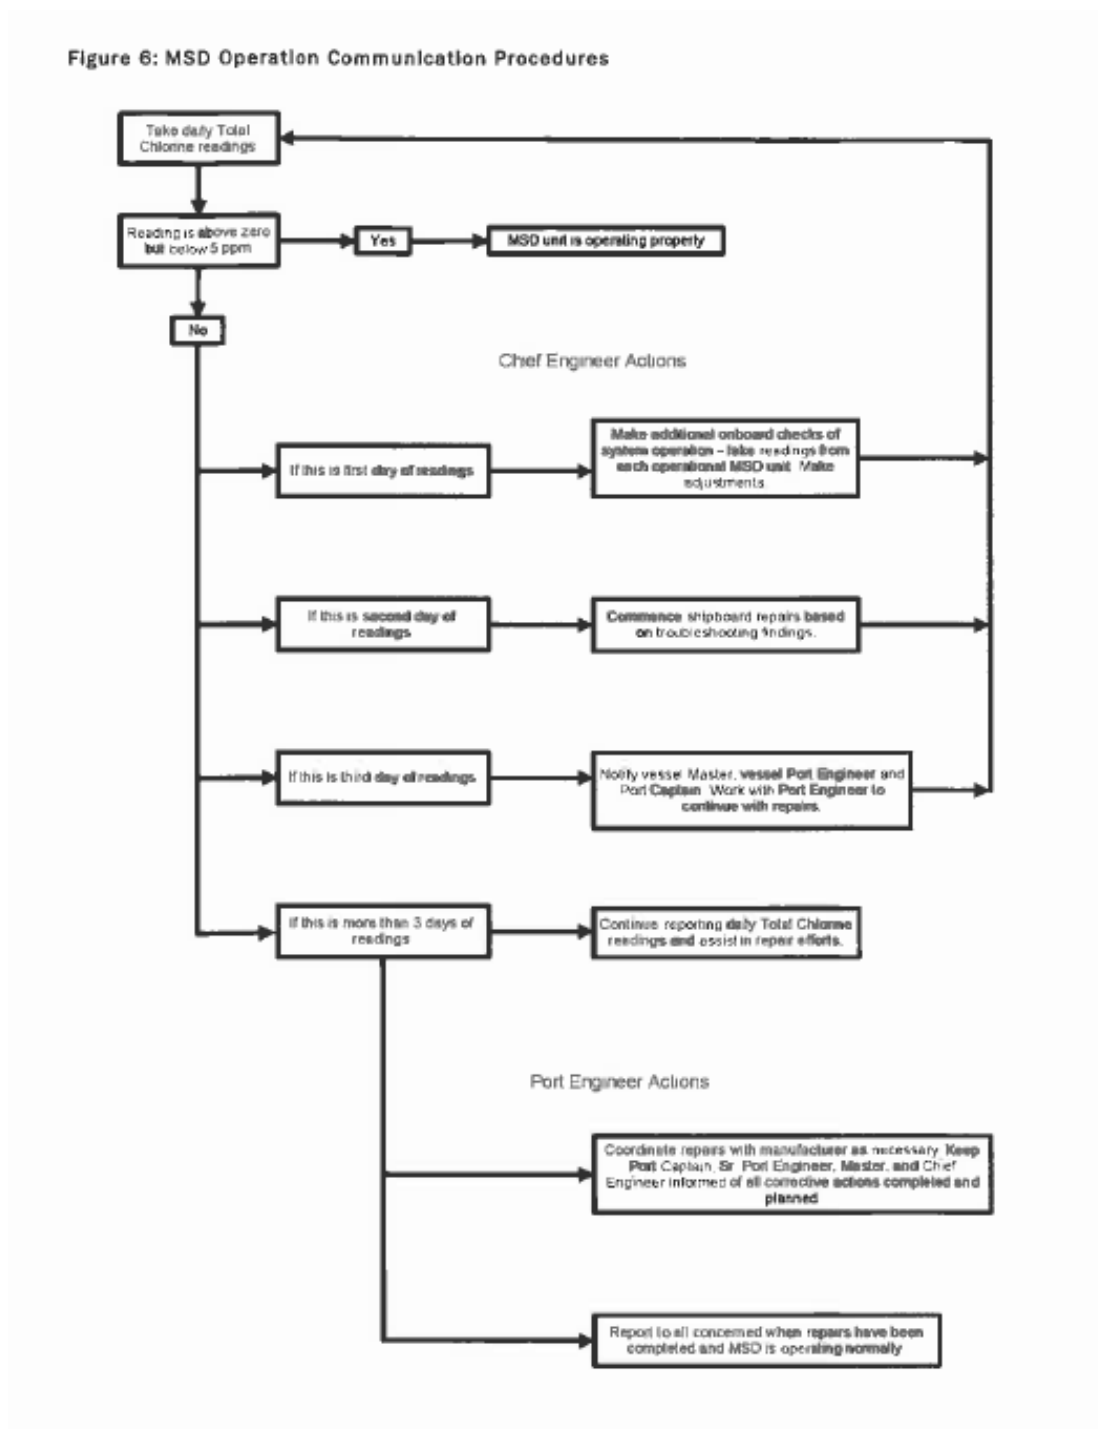 Figure 6: MSD Operation Communication Procedures
Take daily Total
Chlorine readings
Reading is above zero
but below 5 ppm
Yes
MSD unit is operating properly
No
Chief Engineer Actions
If this is first day of readings
Make additional onboard checks of
system operation – take readings from
each operational MSD unit. Make
adjustments
If this is second day of
readings
Commence shipboard repairs based
on troubleshooting findings.
If this is third day of readings
Notify vessel Master, vessel Port Engineer and
Port Captain. Work with Port Engineer to
continue with repairs.
If this is more than 3 days of
readings
Continue reporting daily Total Chlorine
readings and assist in repair efforts.
Port Engineer Actions
Coordinate repairs with manufacturer as necessary. Keep
Port Captain, Sr. Port Engineer, Master, and Chief
Engineer informed of all corrective actions completed and
planned
Report to all concerned when repairs have been
completed and MSD is operating normally